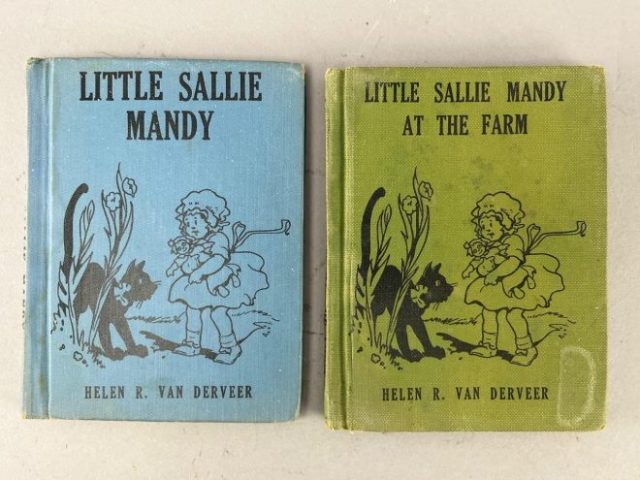 LITTLE SALLIE
MANDY
HELEN R. VAN DERVEER
LITTLE SALLIE MANDY
AT THE FARM
HELEN R. VAN DERVEER